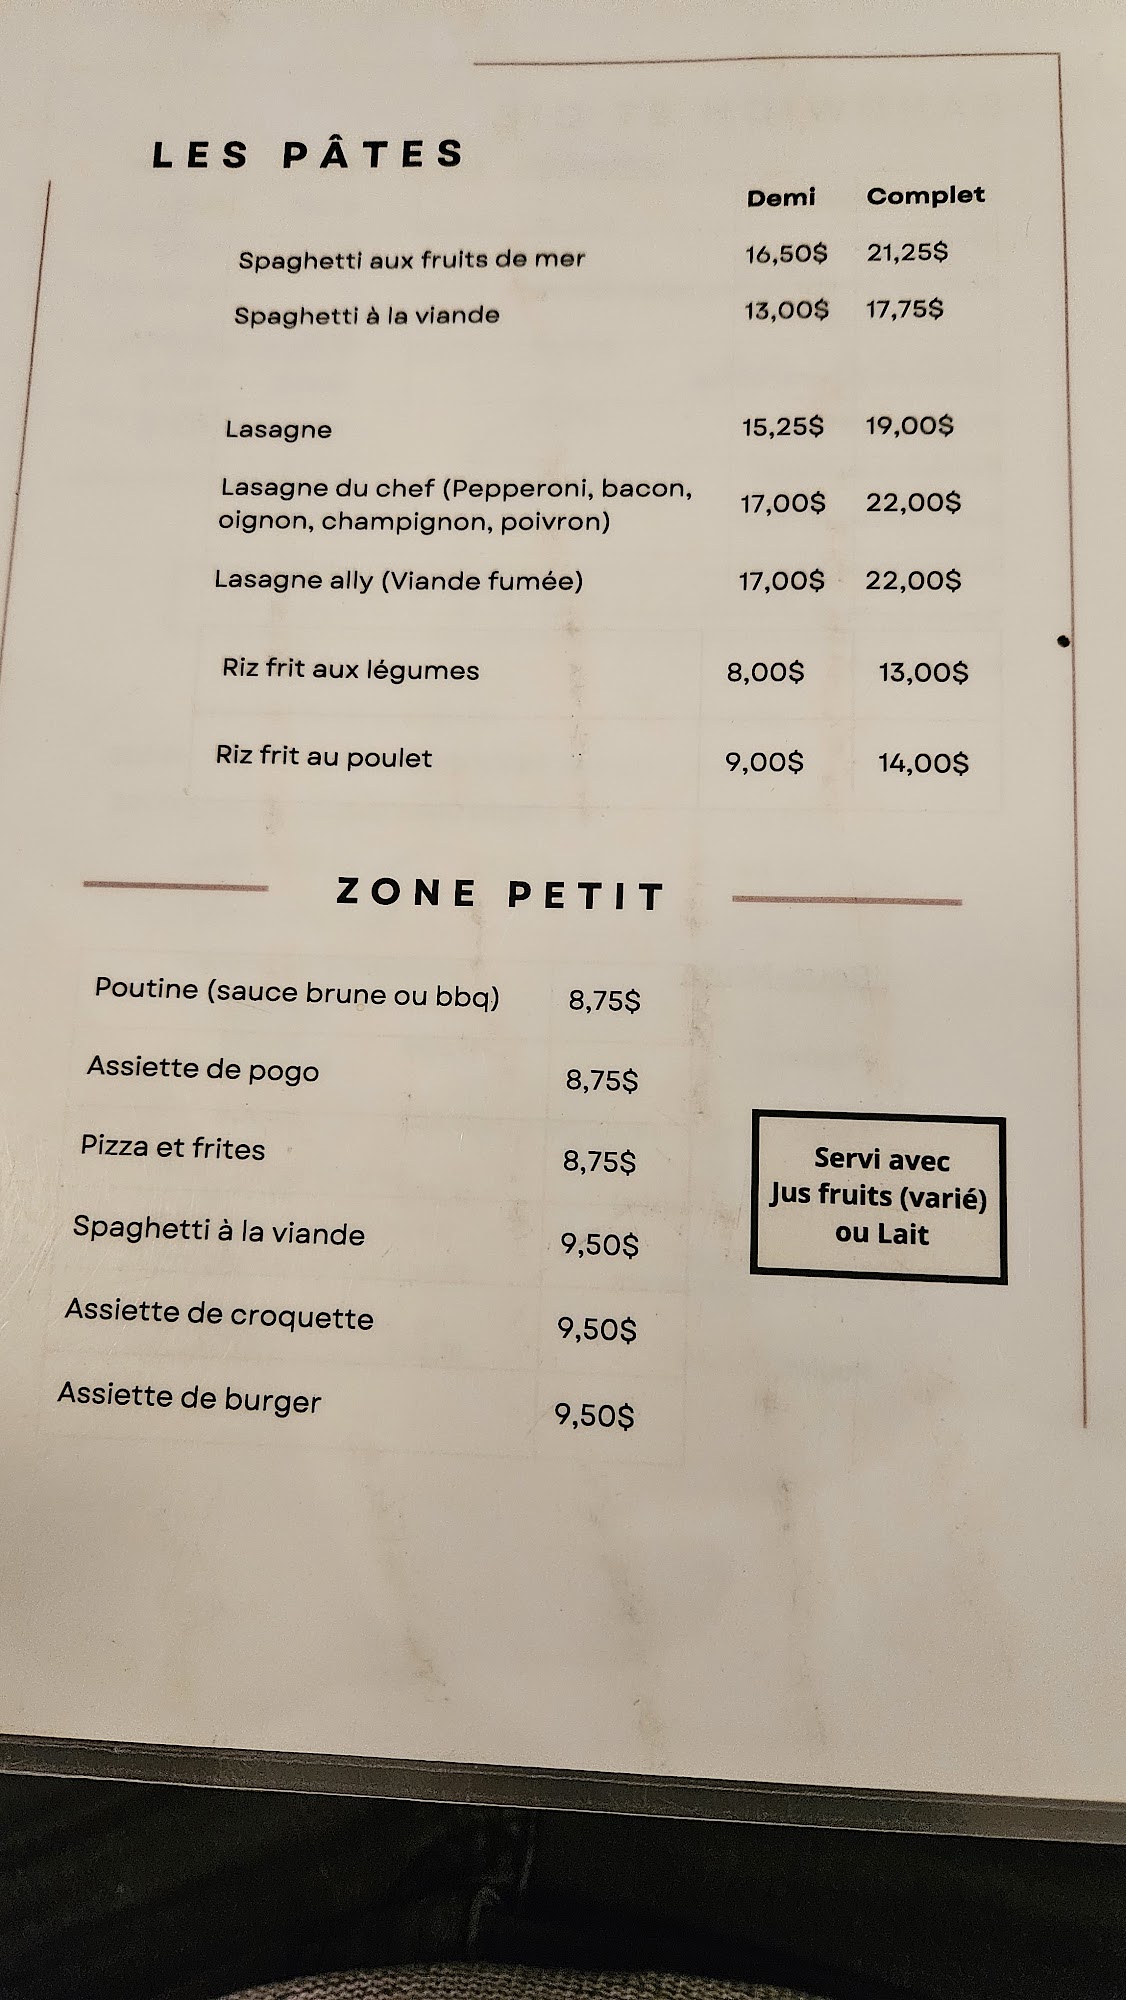 LES PÂTES
Demi Complet
Spaghetti aux fruits de mer 16,50$ 21,25$
Spaghetti à la viande 13,00$ 17,75$
Lasagne 15,25$ 19,00$
Lasagne du chef (Pepperoni, bacon,
oignon, champignon, poivron) 17,00$ 22,00$
Lasagne ally (Viande fumée) 17,00$ 22,00$
Riz frit aux légumes 8,00$ 13,00$
Riz frit au poulet 9,00$ 14,00$
ZONE PETIT
Poutine (sauce brune ou bbq) 8,75$
Assiette de pogo 8,75$
Pizza et frites 8,75$
Spaghetti à la viande 9,50$
Assiette de croquette 9,50$
Assiette de burger 9,50$
Servi avec
Jus fruits (varié)
ou Lait